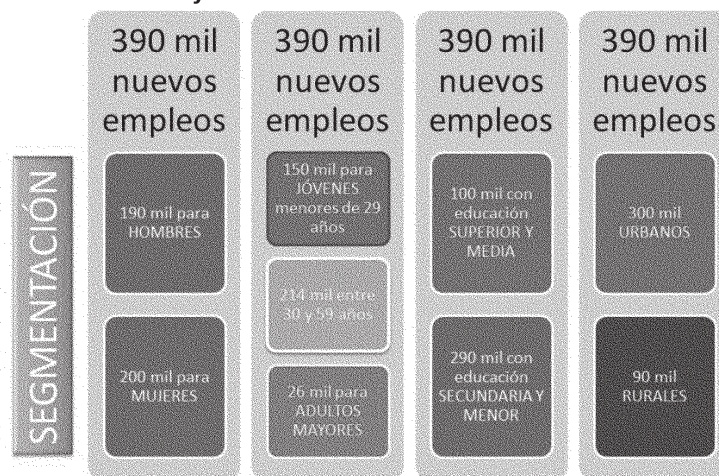 SEGMENTACIÓN
390 mil
nuevos
empleos
190 mil para
HOMBRES
200 mil para
MUJERES
390 mil
nuevos
empleos
150 mil para
JÓVENES
menores de 29
años
214 mil entre
30 y 59 años
26 mil para
ADULTOS
MAYORES
390 mil
nuevos
empleos
100 mil con
educación
SUPERIOR Y
MEDIA
290 mil con
educación
SECUNDARIA Y
MENOR
390 mil
nuevos
empleos
300 mil
URBANOS
90 mil
RURALES